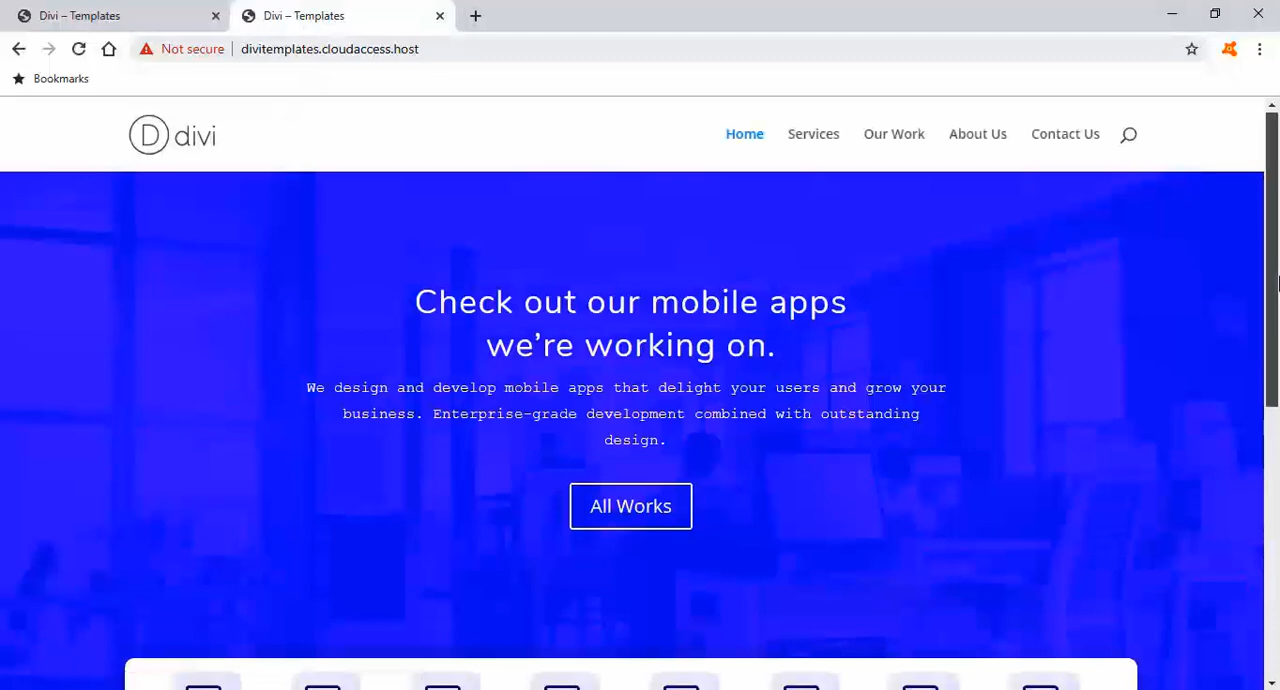 Divi – Templates
Divi – Templates
Not secure divitemplates.cloudaccess.host
Bookmarks
D divi
Home Services Our Work About Us Contact Us
Check out our mobile apps
we’re working on.
We design and develop mobile apps that delight your users and grow your
business. Enterprise-grade development combined with outstanding
design.
All Works